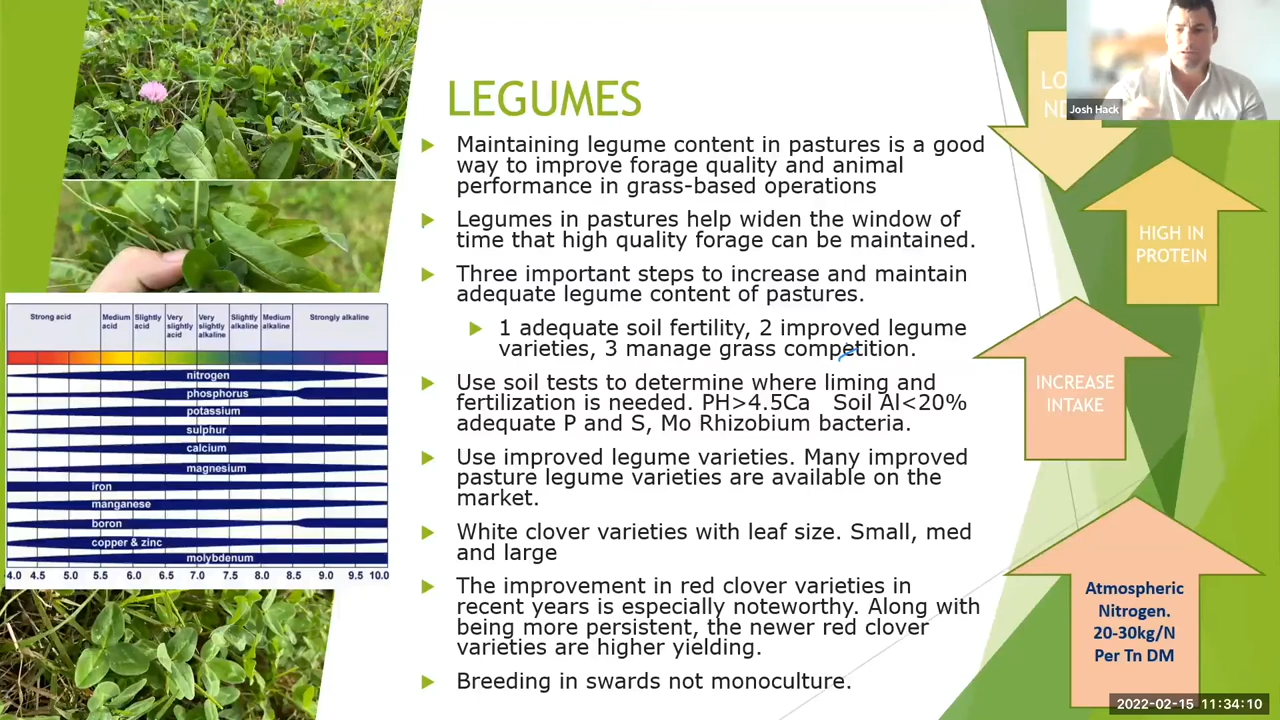 LEGUMES
Maintaining legume content in pastures is a good
way to improve forage quality and animal
performance in grass-based operations
Legumes in pastures help widen the window of
time that high quality forage can be maintained.
Three important steps to increase and maintain
adequate legume content of pastures.
1 adequate soil fertility, 2 improved legume
varieties, 3 manage grass competition.
Use soil tests to determine where liming and
fertilization is needed. PH>4.5Ca Soil Al<20%
adequate P and S, Mo Rhizobium bacteria.
Use improved legume varieties. Many improved
pasture legume varieties are available on the
market.
White clover varieties with leaf size. Small, med
and large
The improvement in red clover varieties in
recent years is especially noteworthy. Along with
being more persistent, the newer red clover
varieties are higher yielding.
Breeding in swards not monoculture.
Strong acid
Medium acid
Slightly acid
Very slightly acid
Very slightly alkaline
Slightly alkaline
Medium alkaline
Strongly alkaline
nitrogen
phosphorus
potassium
sulphur
calcium
magnesium
iron
manganese
boron
copper & zinc
molybdenum
4.0 4.5 5.0 5.5 6.0 6.5 7.0 7.5 8.0 8.5 9.0 9.5 10.0
Josh Hack
HIGH IN
PROTEIN
INCREASE
INTAKE
Atmospheric
Nitrogen.
20-30kg/N
Per Tn DM
2022-02-15 11:34:10